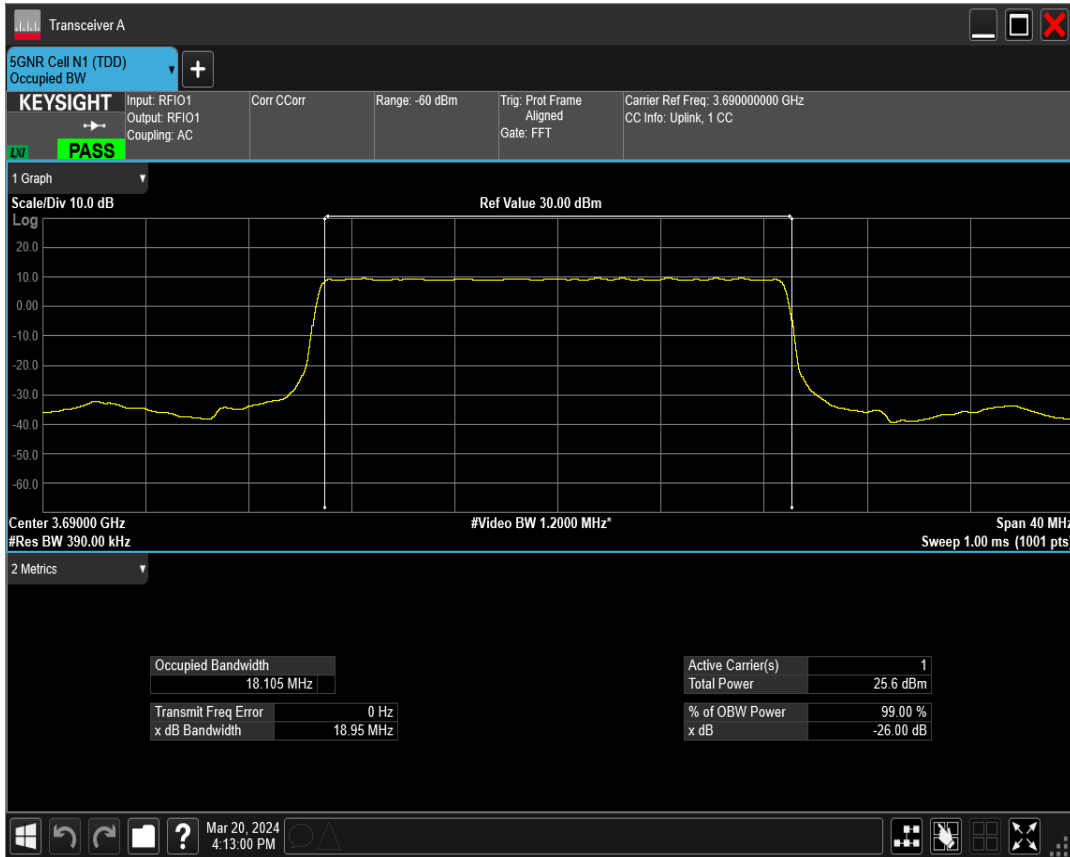 Transceiver A
5GNR Cell N1 (TDD)
Occupied BW
+
KEYSIGHT
LXI
PASS
Input: RFIO1
Output: RFIO1
Coupling: AC
Corr CCorr
Range: -60 dBm
Trig: Prot Frame
Aligned
Gate: FFT
Carrier Ref Freq: 3.690000000 GHz
CC Info: Uplink, 1 CC
1 Graph
Scale/Div 10.0 dB
Ref Value 30.00 dBm
Log
20.0
10.0
0.00
-10.0
-20.0
-30.0
-40.0
-50.0
-60.0
Center 3.69000 GHz
#Video BW 1.2000 MHz*
Span 40 MHz
#Res BW 390.00 kHz
Sweep 1.00 ms (1001 pts)
2 Metrics
Occupied Bandwidth
18.105 MHz
Transmit Freq Error 0 Hz
x dB Bandwidth 18.95 MHz
Active Carrier(s) 1
Total Power 25.6 dBm
% of OBW Power 99.00 %
x dB -26.00 dB
?
Mar 20, 2024
4:13:00 PM